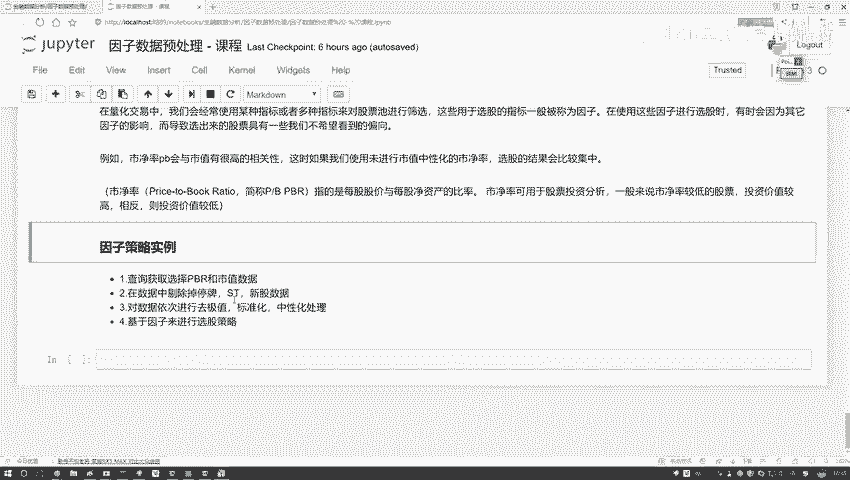 http://localhost
jupyter 因子数据预处理 - 课程 Last Checkpoint: 6 hours ago (autosaved)
Logout
File Edit View Insert Cell Kernel Widgets Help
Trusted
Markdown
在量化交易中，我们会经常使用某种指标或者多种指标来对股票池进行筛选，这些用于选股的指标一般被称为因子。在使用这些因子进行选股时，有时会因为其它
因子的影响，而导致选出来的股票具有一些我们不希望看到的偏向。
例如，市净率pb会与市值有很高的相关性，这时如果我们使用未进行市值中性化的市净率，选股的结果会比较集中。
（市净率（Price-to-Book Ratio，简称P/B PBR）指的是每股股价与每股净资产的比率。 市净率可用于股票投资分析，一般来说市净率较低的股票，投资价值较
高，相反，则投资价值较低）
因子策略实例
1.查询获取选择PBR和市值数据
2.在数据中剔除掉停牌，ST，新股数据
3.对数据依次进行去极值，标准化，中性化处理
4.基于因子来进行选股策略
In [ ]: